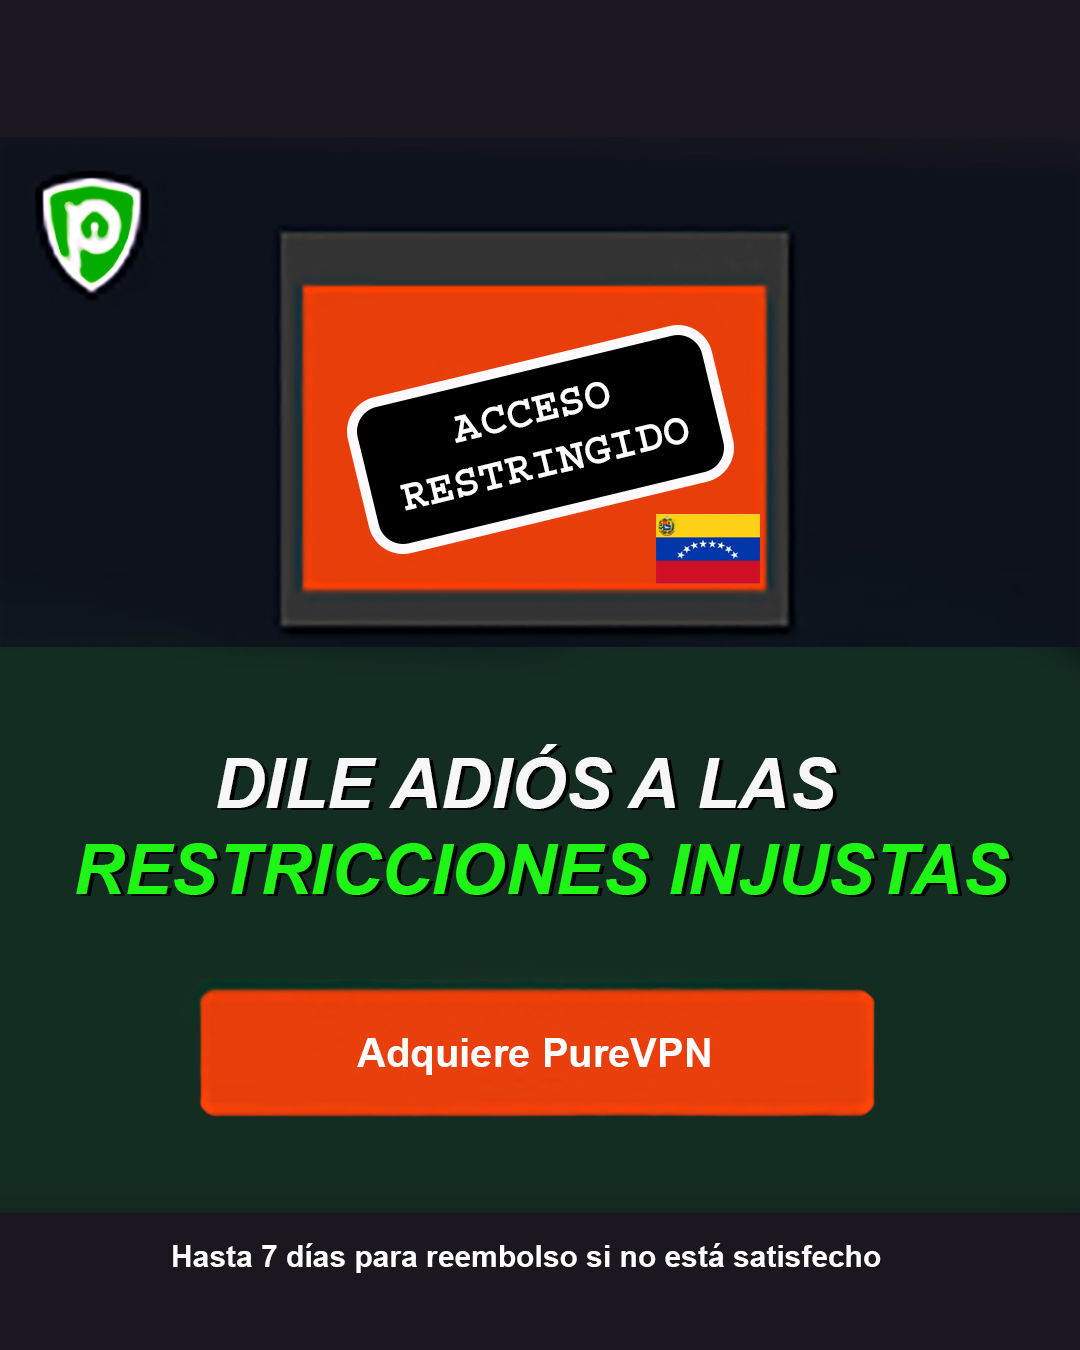 ACCESO
RESTRINGIDO
DILE ADIÓS A LAS
RESTRICCIONES INJUSTAS
Adquiere PureVPN
Hasta 7 días para reembolso si no está satisfecho